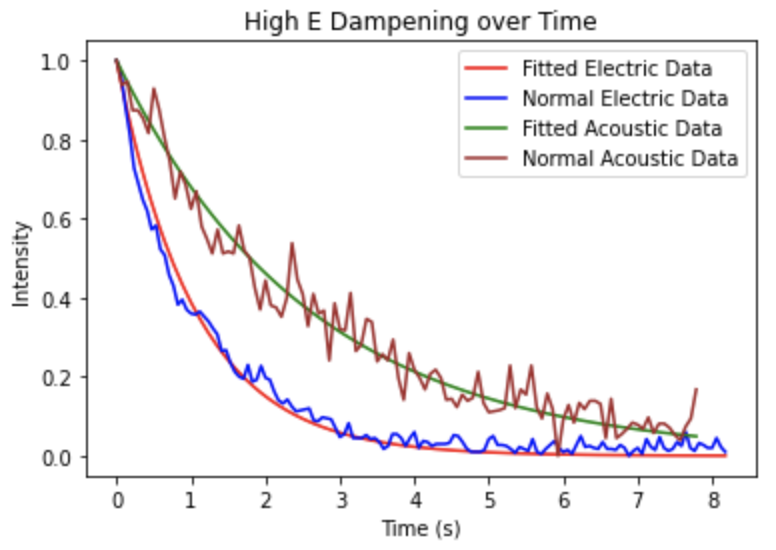 High E Dampening over Time
Fitted Electric Data
Normal Electric Data
Fitted Acoustic Data
Normal Acoustic Data
1.0
0.8
0.6
0.4
0.2
0.0
Intensity
0 1 2 3 4 5 6 7 8
Time (s)